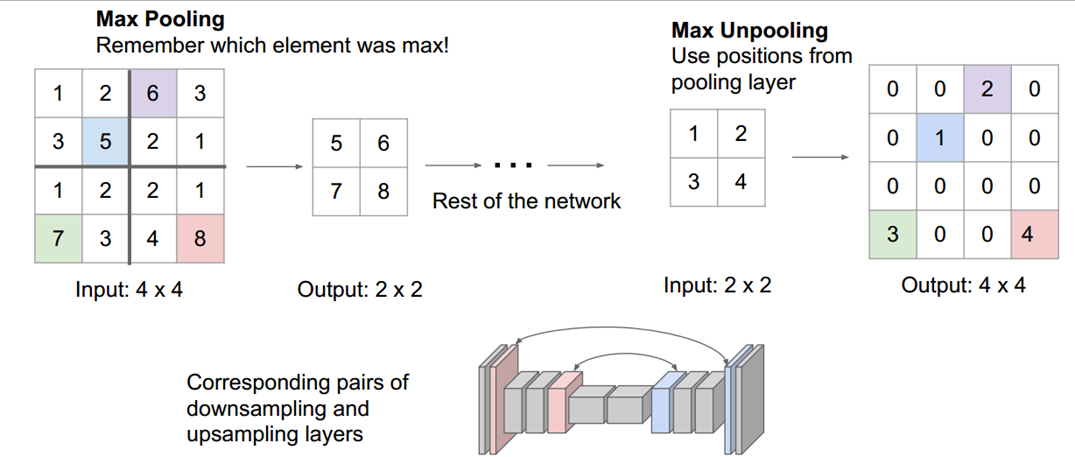 Max Pooling
Remember which element was max!
1 2 6 3
3 5 2 1
1 2 2 1
7 3 4 8
Input: 4 x 4
5 6
7 8
Output: 2 x 2
...
Rest of the network
Max Unpooling
Use positions from
pooling layer
1 2
3 4
Input: 2 x 2
0 0 2 0
0 1 0 0
0 0 0 0
3 0 0 4
Output: 4 x 4
Corresponding pairs of
downsampling and
upsampling layers